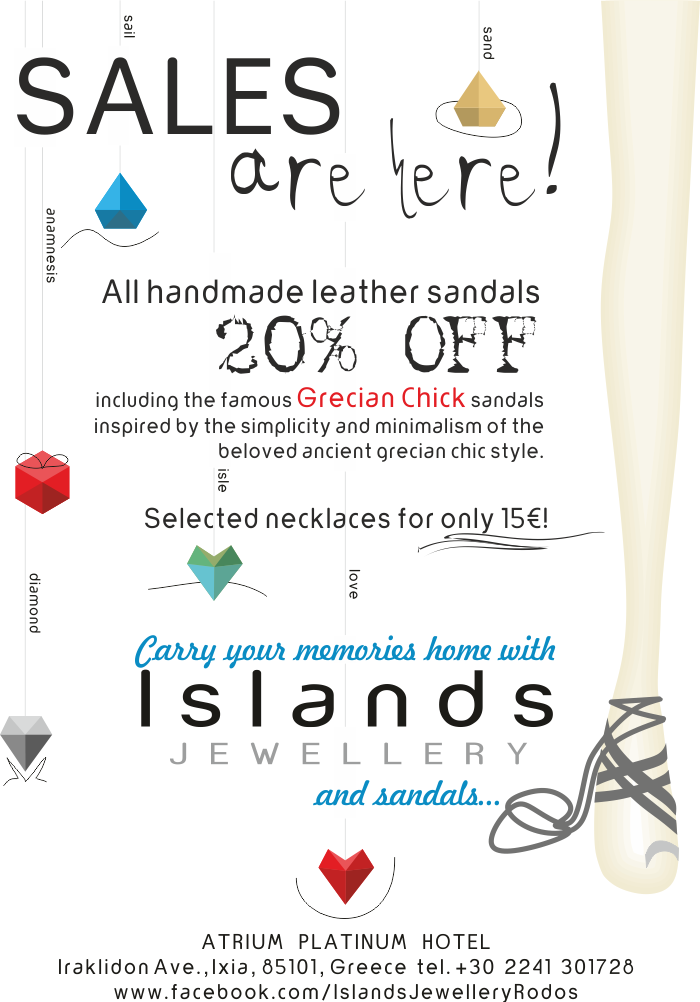 sail
sand
SALES
are here!
anamnesis
All handmade leather sandals
20% OFF
including the famous Grecian Chick sandals
inspired by the simplicity and minimalism of the
beloved ancient grecian chic style.
isle
Selected necklaces for only 15€!
diamond
love
Carry your memories home with
Islands
JEWELLERY
and sandals...
ATRIUM PLATINUM HOTEL
Iraklidon Ave., Ixia, 85101, Greece tel. +30 2241 301728
www.facebook.com/IslandsJewelleryRodos